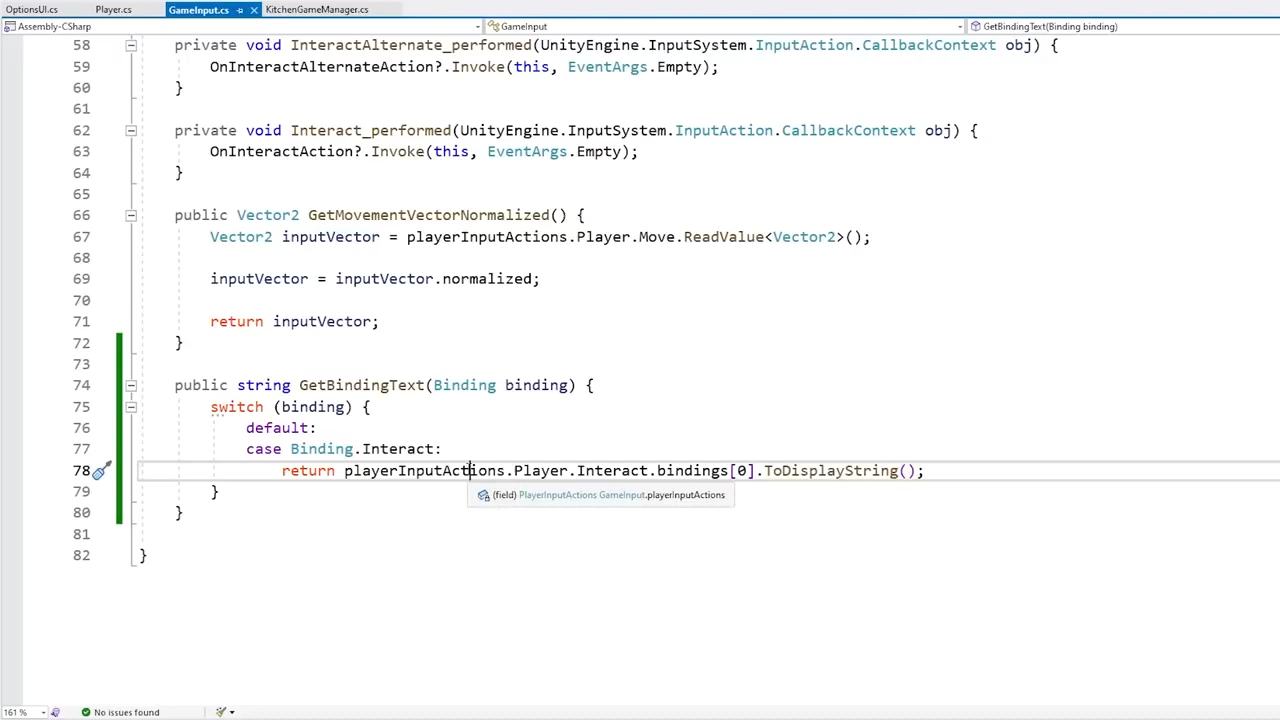 OptionsUI.cs Player.cs GameInput.cs KitchenGameManager.cs
Assembly-CSharp GameInput GetBindingText(Binding binding)
58 private void InteractAlternate_performed(UnityEngine.InputSystem.InputAction.CallbackContext obj) {
59 OnInteractAlternateAction?.Invoke(this, EventArgs.Empty);
60 }
61
62 private void Interact_performed(UnityEngine.InputSystem.InputAction.CallbackContext obj) {
63 OnInteractAction?.Invoke(this, EventArgs.Empty);
64 }
65
66 public Vector2 GetMovementVectorNormalized() {
67 Vector2 inputVector = playerInputActions.Player.Move.ReadValue<Vector2>();
68
69 inputVector = inputVector.normalized;
70
71 return inputVector;
72 }
73
74 public string GetBindingText(Binding binding) {
75 switch (binding) {
76 default:
77 case Binding.Interact:
78 return playerInputActions.Player.Interact.bindings[0].ToDisplayString();
79 }
(field) PlayerInputActions GameInput.playerInputActions
80 }
81
82 }
161 % No issues found